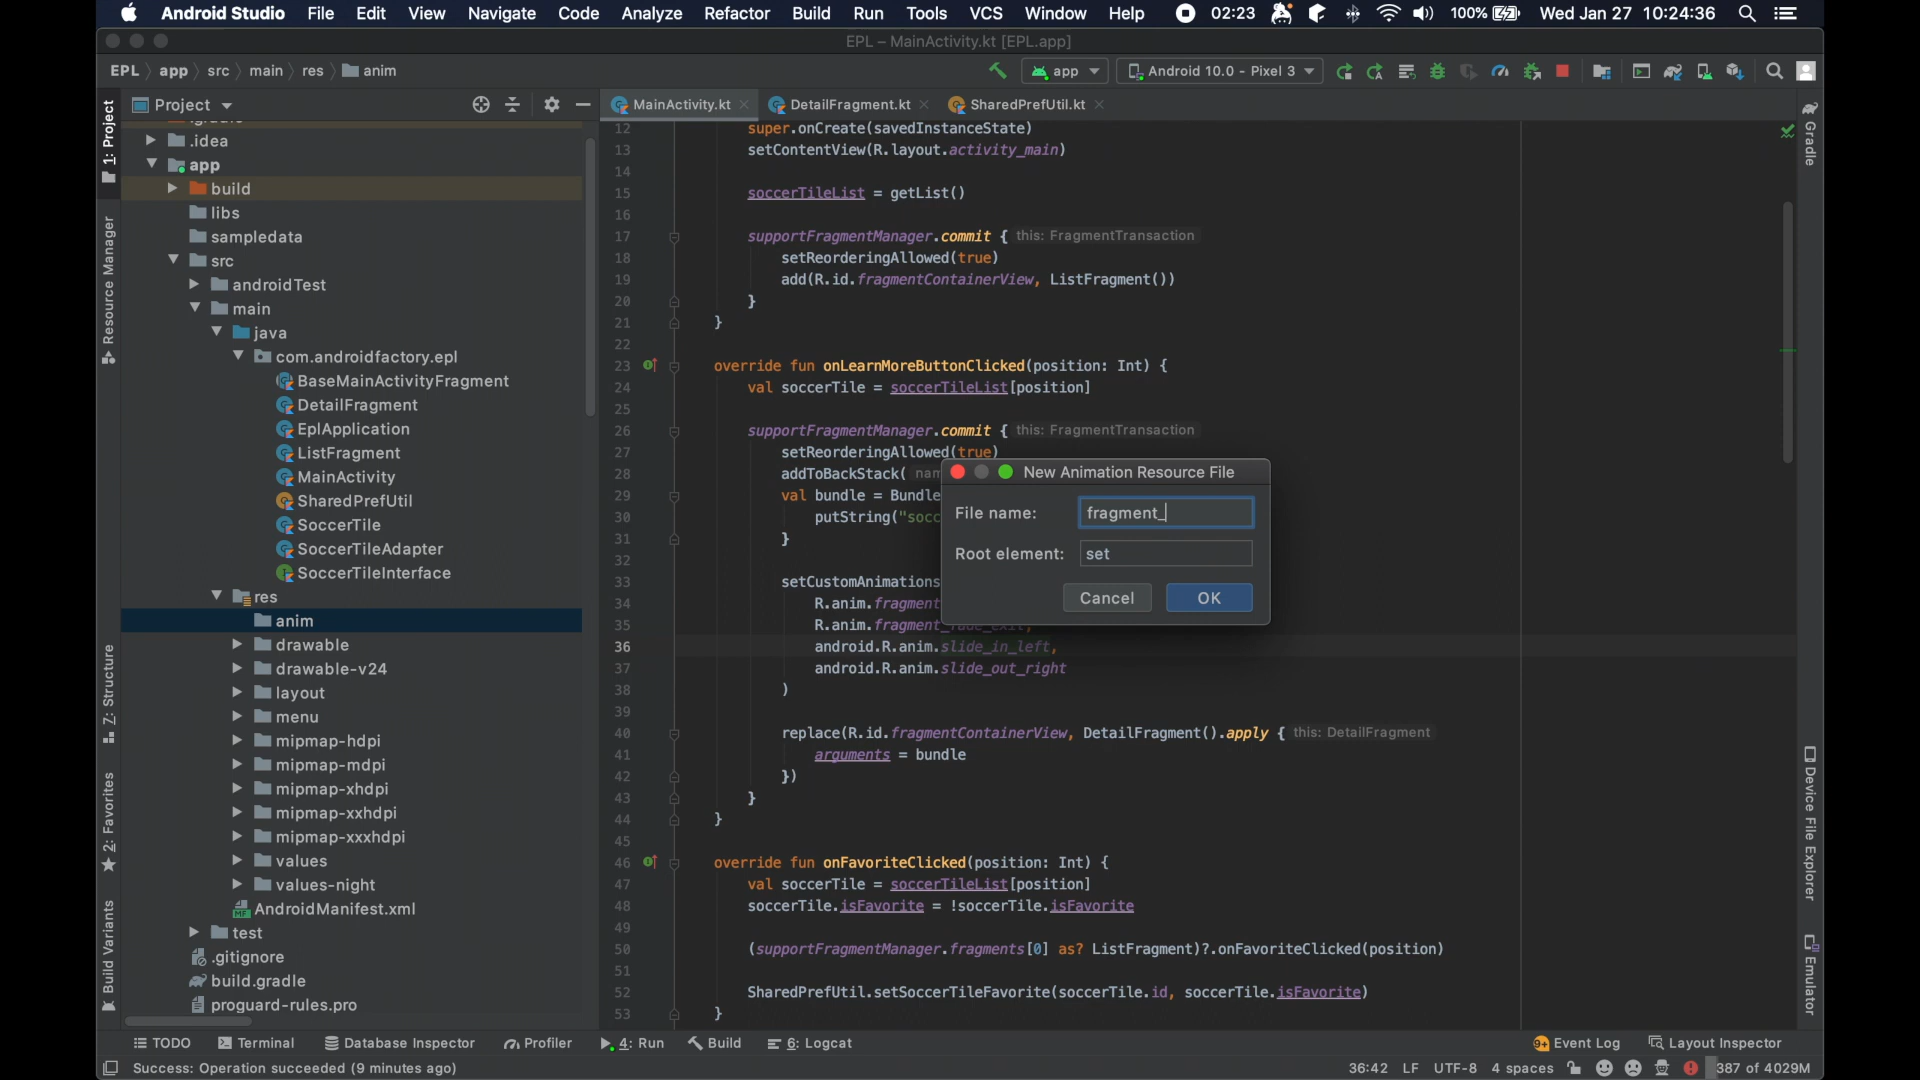 Android Studio File Edit View Navigate Code Analyze Refactor Build Run Tools VCS Window Help 02:23 100% Wed Jan 27 10:24:36
EPL – MainActivity.kt [EPL.app]
EPL app src main res anim app Android 10.0 - Pixel 3
Project MainActivity.kt DetailFragment.kt SharedPrefUtil.kt
1: Project
Resource Manager
Z: Structure
2: Favorites
Build Variants
.idea
app
build
libs
sampledata
src
androidTest
main
java
com.androidfactory.epl
BaseMainActivityFragment
DetailFragment
EplApplication
ListFragment
MainActivity
SharedPrefUtil
SoccerTile
SoccerTileAdapter
SoccerTileInterface
res
anim
drawable
drawable-v24
layout
menu
mipmap-hdpi
mipmap-mdpi
mipmap-xhdpi
mipmap-xxhdpi
mipmap-xxxhdpi
values
values-night
AndroidManifest.xml
test
.gitignore
build.gradle
proguard-rules.pro
12 super.onCreate(savedInstanceState)
13 setContentView(R.layout.activity_main)
14
15 soccerTileList = getList()
16
17 supportFragmentManager.commit { this: FragmentTransaction
18 setReorderingAllowed(true)
19 add(R.id.fragmentContainerView, ListFragment())
20 }
21 }
22
23 override fun onLearnMoreButtonClicked(position: Int) {
24 val soccerTile = soccerTileList[position]
25
26 supportFragmentManager.commit { this: FragmentTransaction
27 setReorderingAllowed(true)
28 addToBackStack(
29 val bundle = Bundle
30 putString("socc
31 }
32
33 setCustomAnimations
34 R.anim.fragment
35 R.anim.fragment_fade_exit,
36 android.R.anim.slide_in_left,
37 android.R.anim.slide_out_right
38 )
39
40 replace(R.id.fragmentContainerView, DetailFragment().apply { this: DetailFragment
41 arguments = bundle
42 })
43 }
44 }
45
46 override fun onFavoriteClicked(position: Int) {
47 val soccerTile = soccerTileList[position]
48 soccerTile.isFavorite = !soccerTile.isFavorite
49
50 (supportFragmentManager.fragments[0] as? ListFragment)?.onFavoriteClicked(position)
51
52 SharedPrefUtil.setSoccerTileFavorite(soccerTile.id, soccerTile.isFavorite)
53 }
New Animation Resource File
File name: fragment_
Root element: set
Cancel OK
Gradle
Device File Explorer
Emulator
TODO Terminal Database Inspector Profiler 4: Run Build 6: Logcat 9+ Event Log Layout Inspector
Success: Operation succeeded (9 minutes ago) 36:42 LF UTF-8 4 spaces 387 of 4029M